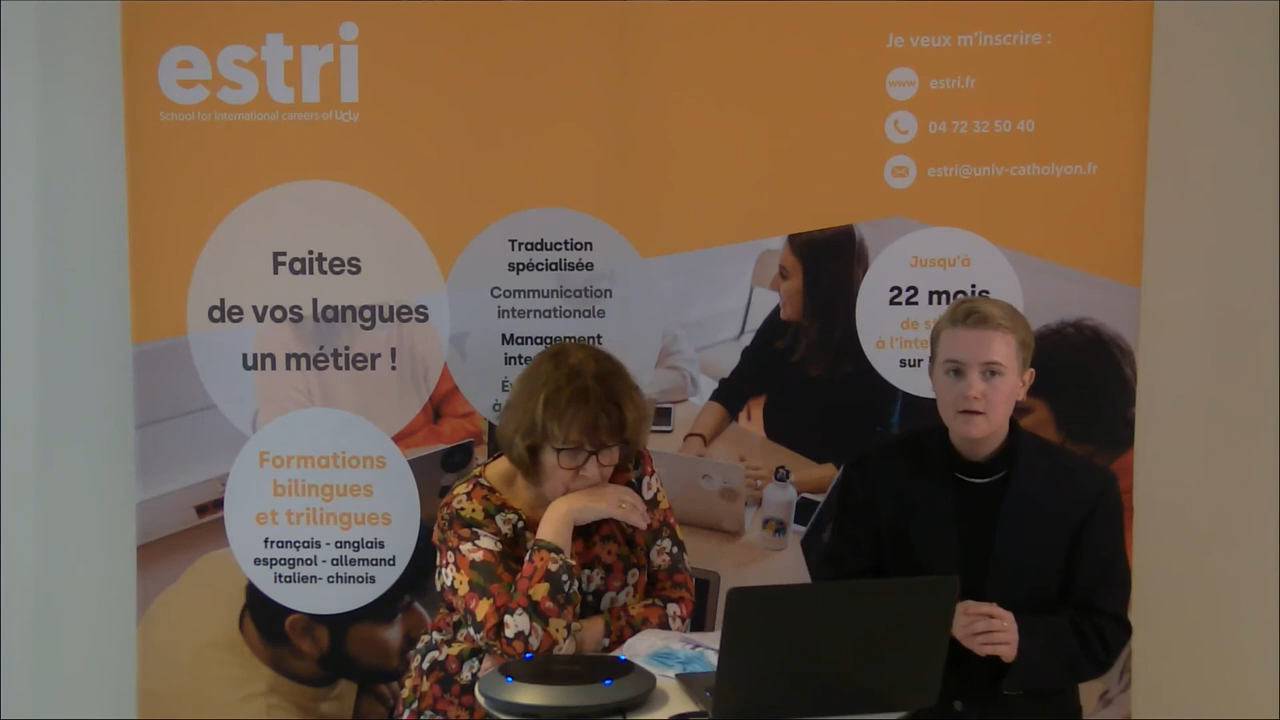 estri
School for international careers of UCLy
Je veux m'inscrire :
www
estri.fr
04 72 32 50 40
estri@univ-catholyon.fr
Faites
de vos langues
un métier !
Traduction
spécialisée
Communication
internationale
Management
Jusqu'à
22 mois
de
sur
Formations
bilingues
et trilingues
français - anglais
espagnol - allemand
italien- chinois